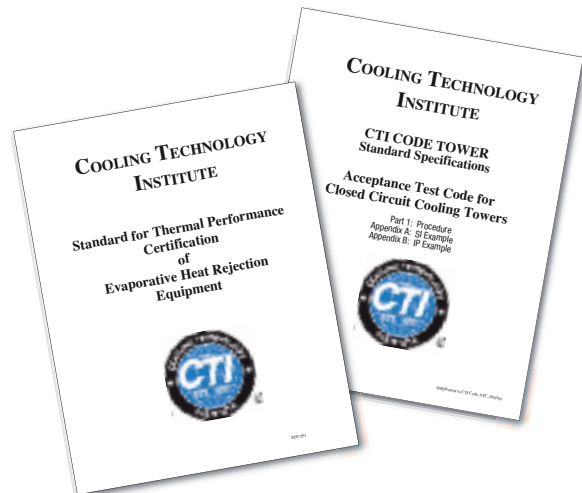 COOLING TECHNOLOGY
INSTITUTE
Standard for Thermal Performance
Certification
of
Evaporative Heat Rejection
Equipment
CTI
COOLING TECHNOLOGY
INSTITUTE
CTI CODE TOWER
Standard Specifications
Acceptance Test Code for
Closed Circuit Cooling Towers
Part 1: Procedure
Appendix A: SI Example
Appendix B: IP Example
CTI